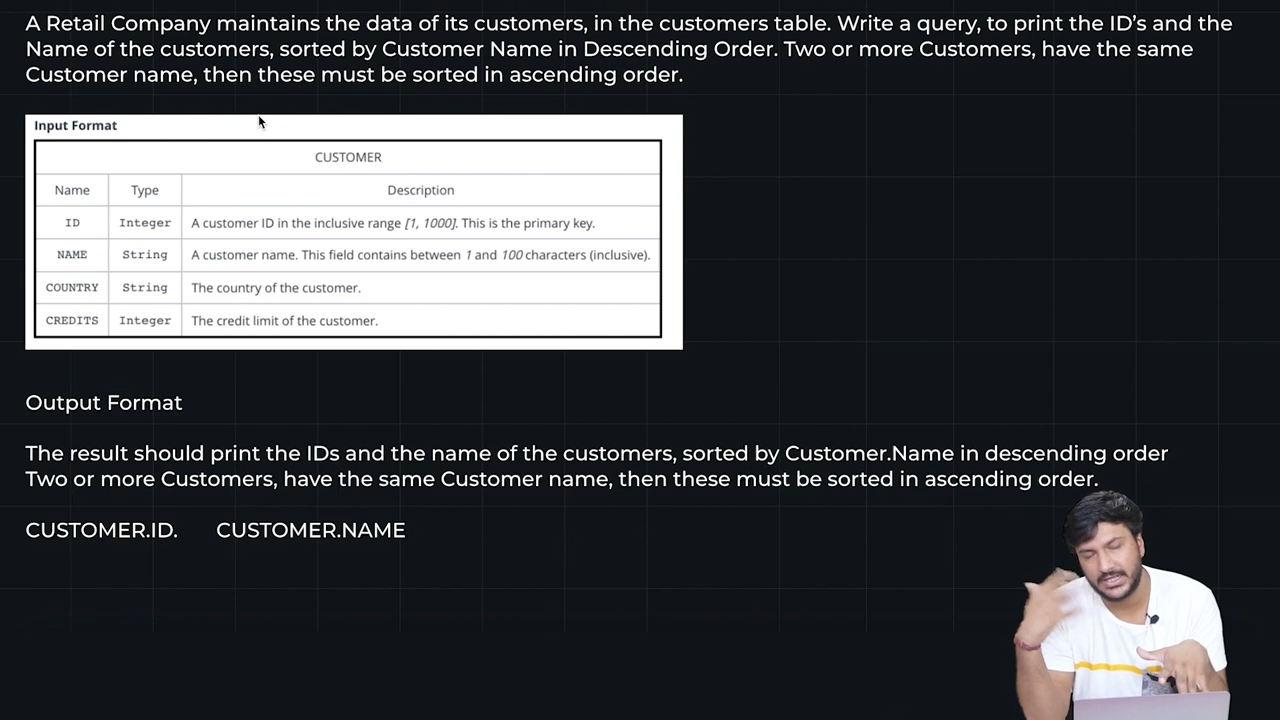 A Retail Company maintains the data of its customers, in the customers table. Write a query, to print the ID's and the
Name of the customers, sorted by Customer Name in Descending Order. Two or more Customers, have the same
Customer name, then these must be sorted in ascending order.
Input Format
CUSTOMER
Name Type Description
ID Integer A customer ID in the inclusive range [1, 1000]. This is the primary key.
NAME String A customer name. This field contains between 1 and 100 characters (inclusive).
COUNTRY String The country of the customer.
CREDITS Integer The credit limit of the customer.
Output Format
The result should print the IDs and the name of the customers, sorted by Customer.Name in descending order
Two or more Customers, have the same Customer name, then these must be sorted in ascending order.
CUSTOMER.ID. CUSTOMER.NAME